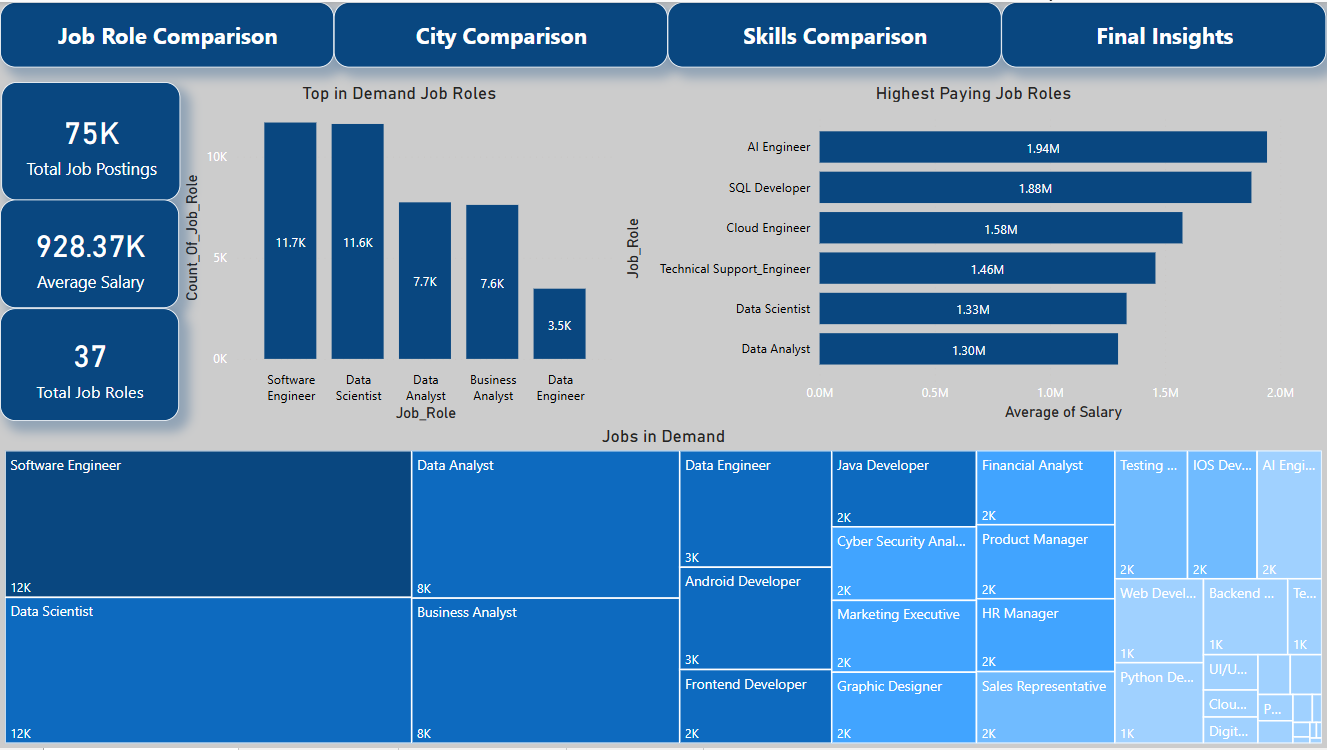 Job Role Comparison
City Comparison
Skills Comparison
Final Insights
75K
Total Job Postings
928.37K
Average Salary
37
Total Job Roles
Top in Demand Job Roles
Count_Of_Job_Role
10K
5K
0K
11.7K
11.6K
7.7K
7.6K
3.5K
Software
Engineer
Data
Scientist
Data
Analyst
Business
Analyst
Data
Engineer
Job_Role
Highest Paying Job Roles
Job_Role
AI Engineer
1.94M
SQL Developer
1.88M
Cloud Engineer
1.58M
Technical Support_Engineer
1.46M
Data Scientist
1.33M
Data Analyst
1.30M
0.0M
0.5M
1.0M
1.5M
2.0M
Average of Salary
Jobs in Demand
Software Engineer
12K
Data Scientist
12K
Data Analyst
8K
Business Analyst
8K
Data Engineer
3K
Android Developer
3K
Frontend Developer
2K
Java Developer
2K
Cyber Security Anal...
2K
Marketing Executive
2K
Graphic Designer
2K
Financial Analyst
2K
Product Manager
2K
HR Manager
2K
Sales Representative
2K
Testing ...
2K
IOS Dev...
2K
AI Engi...
2K
Web Devel...
1K
Python De...
1K
Backend ...
1K
Te...
1K
UI/U...
Clou...
Digit...
P...